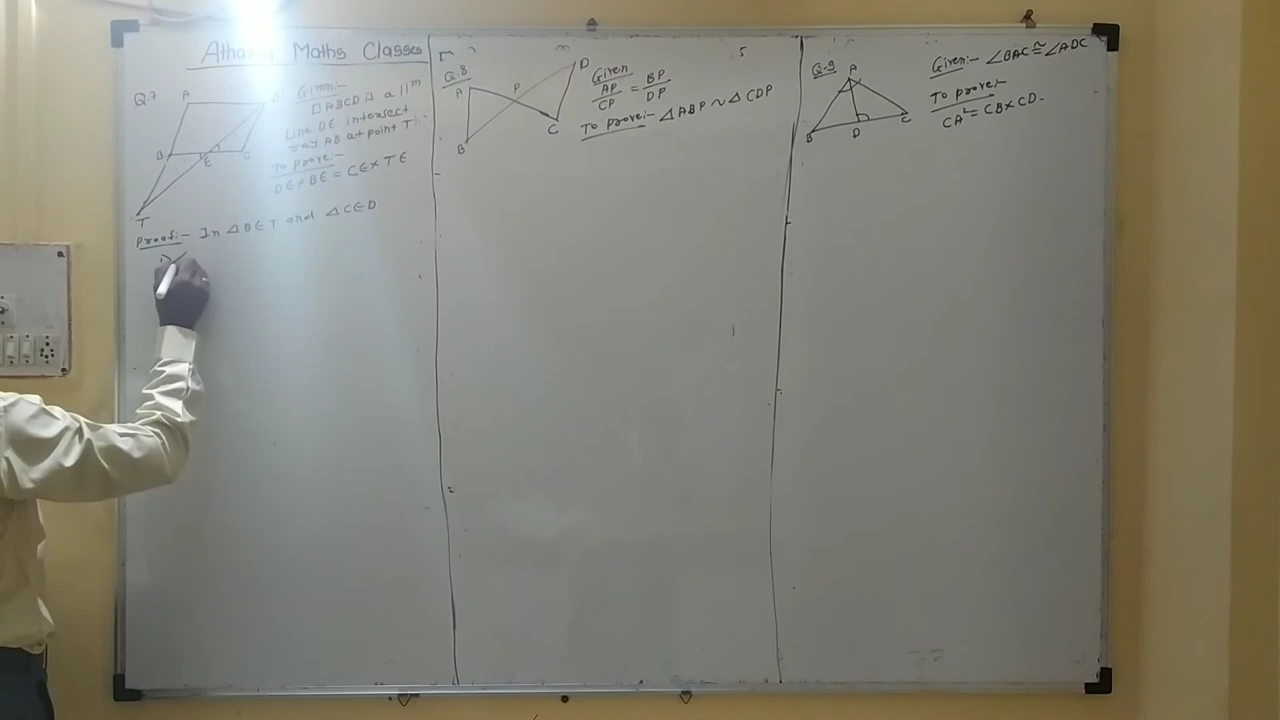 Atharv Maths Classes
Q.7
A
D
B
E
C
T
Given:-
□ABCD is a ||m
Line DE intersect
ray AB at point T.
To prove:-
DE × BE = CE × TE
Proof:- In △BET and △CED
Q.8
A
P
D
B
C
Given
AP/CP = BP/DP
To prove:- △ABP ~ △CDP
Q.9
A
B
D
C
Given:- ∠BAC ≅ ∠ADC
To prove:-
CA² = CB × CD.